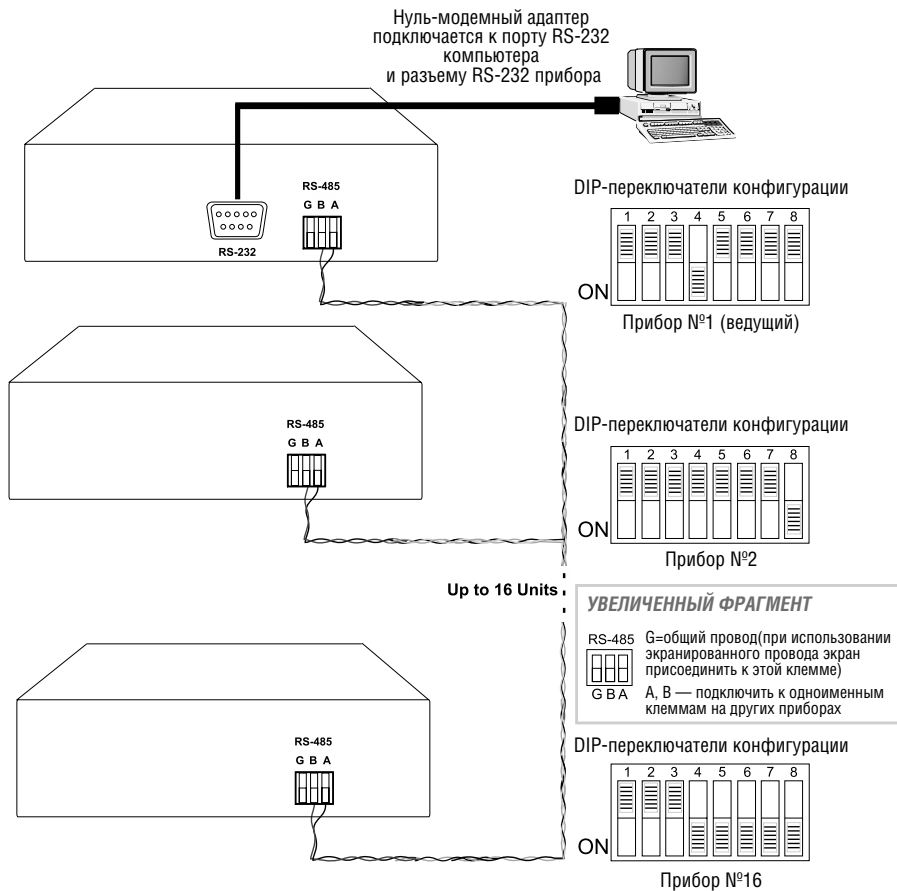 Нуль-модемный адаптер
подключается к порту RS-232
компьютера
и разъему RS-232 прибора
RS-485
G B A
RS-232
DIP-переключатели конфигурации
1 2 3 4 5 6 7 8
ON
Прибор №1 (ведущий)
RS-485
G B A
DIP-переключатели конфигурации
1 2 3 4 5 6 7 8
ON
Прибор №2
Up to 16 Units
УВЕЛИЧЕННЫЙ ФРАГМЕНТ
RS-485
G B A
G=общий провод(при использовании
экранированного провода экран
присоединить к этой клемме)
А, В — подключить к одноименным
клеммам на других приборах
RS-485
G B A
DIP-переключатели конфигурации
1 2 3 4 5 6 7 8
ON
Прибор №16